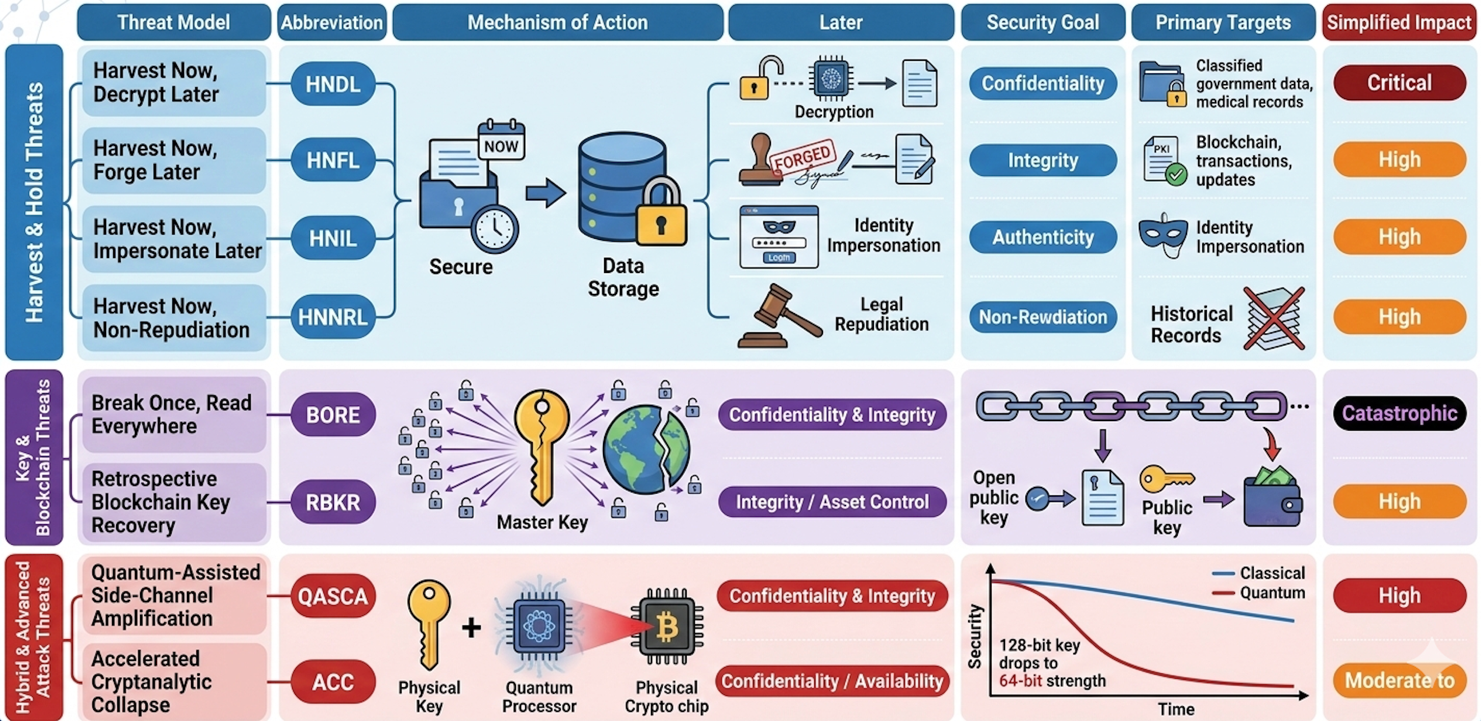 Threat Model
Abbreviation
Mechanism of Action
Later
Security Goal
Primary Targets
Simplified Impact
Harvest & Hold Threats
Harvest Now,
Decrypt Later
HNDL
Harvest Now,
Forge Later
HNFL
Harvest Now,
Impersonate Later
HNIL
Harvest Now,
Non-Repudiation
HNNRL
NOW
Secure
Data
Storage
Decryption
FORGED
Login
Identity
Impersonation
Legal
Repudiation
Confidentiality
Integrity
Authenticity
Non-Rewdiation
Classified
government data,
medical records
PKI
Blockchain,
transactions,
updates
Identity
Impersonation
Historical
Records
Critical
High
High
High
Key &
Blockchain Threats
Break Once, Read
Everywhere
BORE
Retrospective
Blockchain Key
Recovery
RBKR
Master Key
Confidentiality & Integrity
Integrity / Asset Control
Open
public
key
Public
key
Catastrophic
High
Hybrid & Advanced
Attack Threats
Quantum-Assisted
Side-Channel
Amplification
QASCA
Accelerated
Cryptanalytic
Collapse
ACC
Physical
Key
+
Quantum
Processor
Physical
Crypto chip
Confidentiality & Integrity
Confidentiality / Availability
Security
Classical
Quantum
128-bit key
drops to
64-bit strength
Time
High
Moderate to